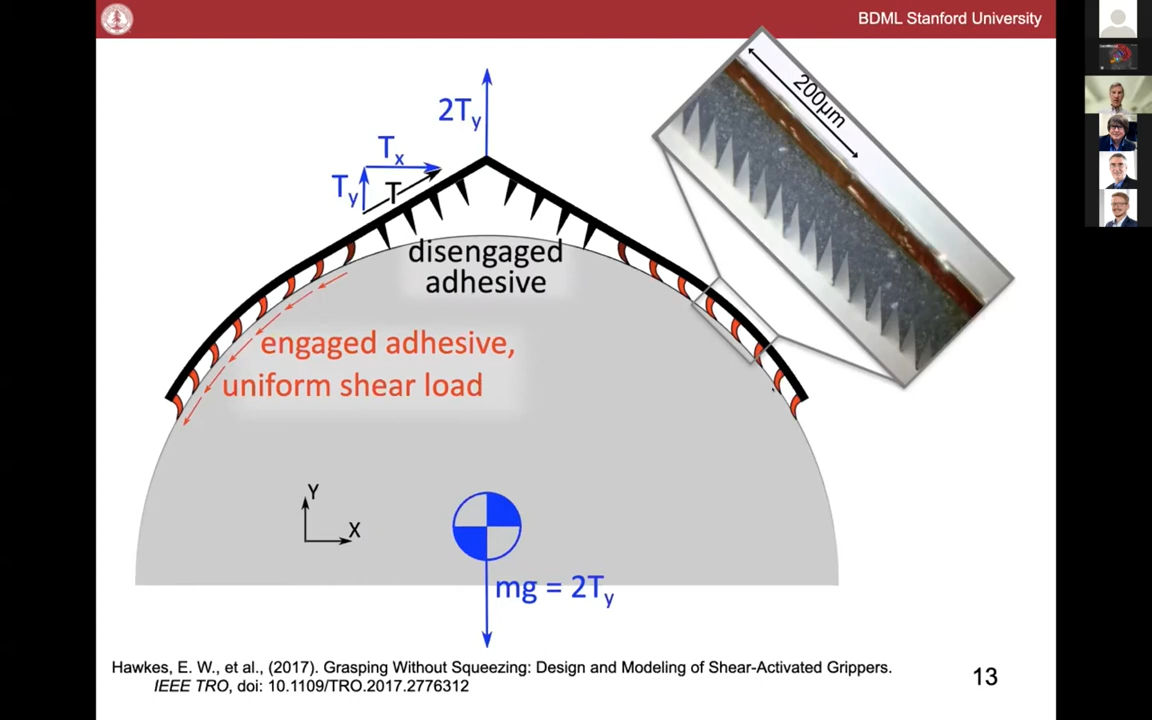 BDML Stanford University
200μm
2Ty
Tx
Ty
T
disengaged
adhesive
engaged adhesive,
uniform shear load
Y
X
mg = 2Ty
Hawkes, E. W., et al., (2017). Grasping Without Squeezing: Design and Modeling of Shear-Activated Grippers.
IEEE TRO, doi: 10.1109/TRO.2017.2776312
13